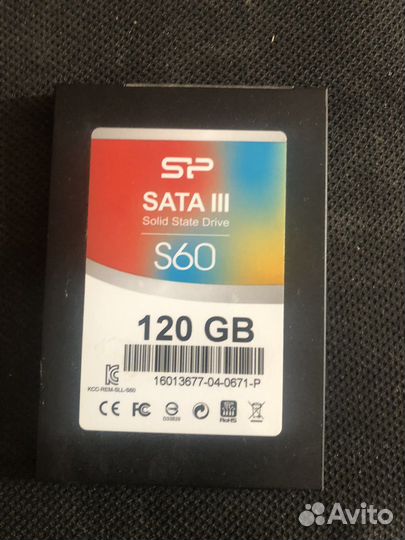 SP
SATA III
Solid State Drive
S60
120 GB
16013677-04-0671-P
KCC-REM-SLL-S60
CE FC
RoHS
Avito